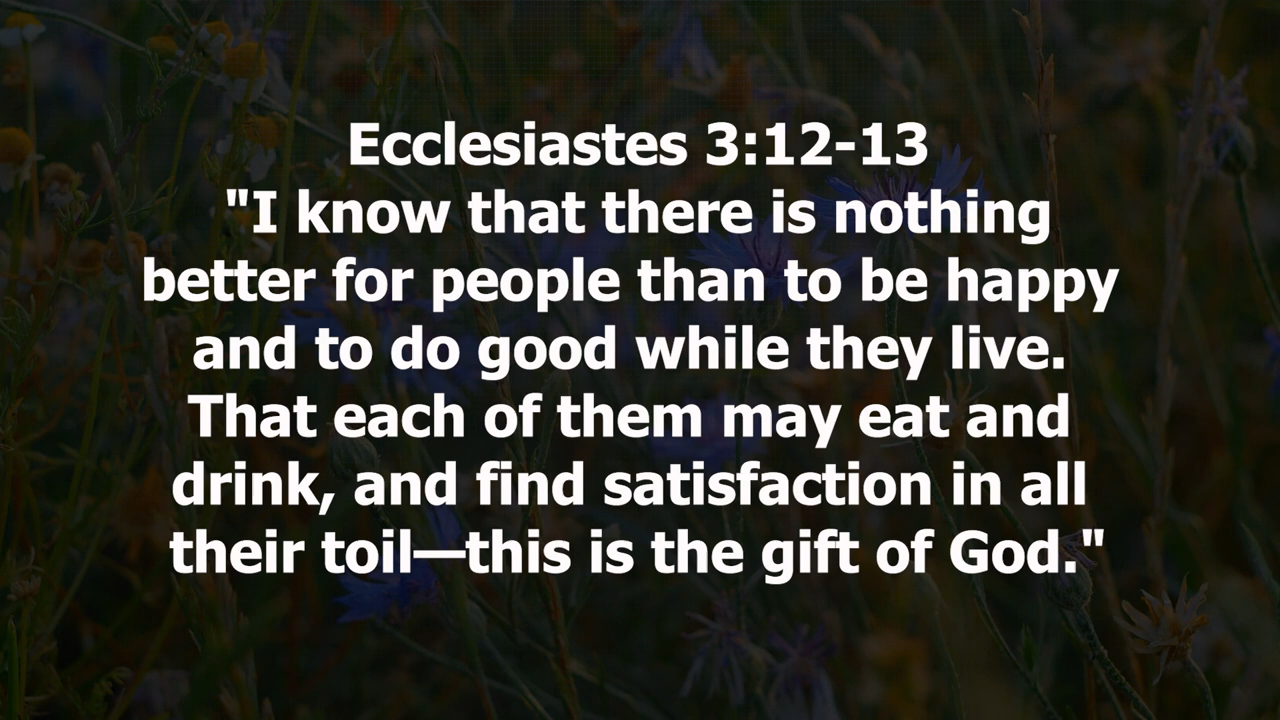 Ecclesiastes 3:12-13
"I know that there is nothing
better for people than to be happy
and to do good while they live.
That each of them may eat and
drink, and find satisfaction in all
their toil—this is the gift of God."